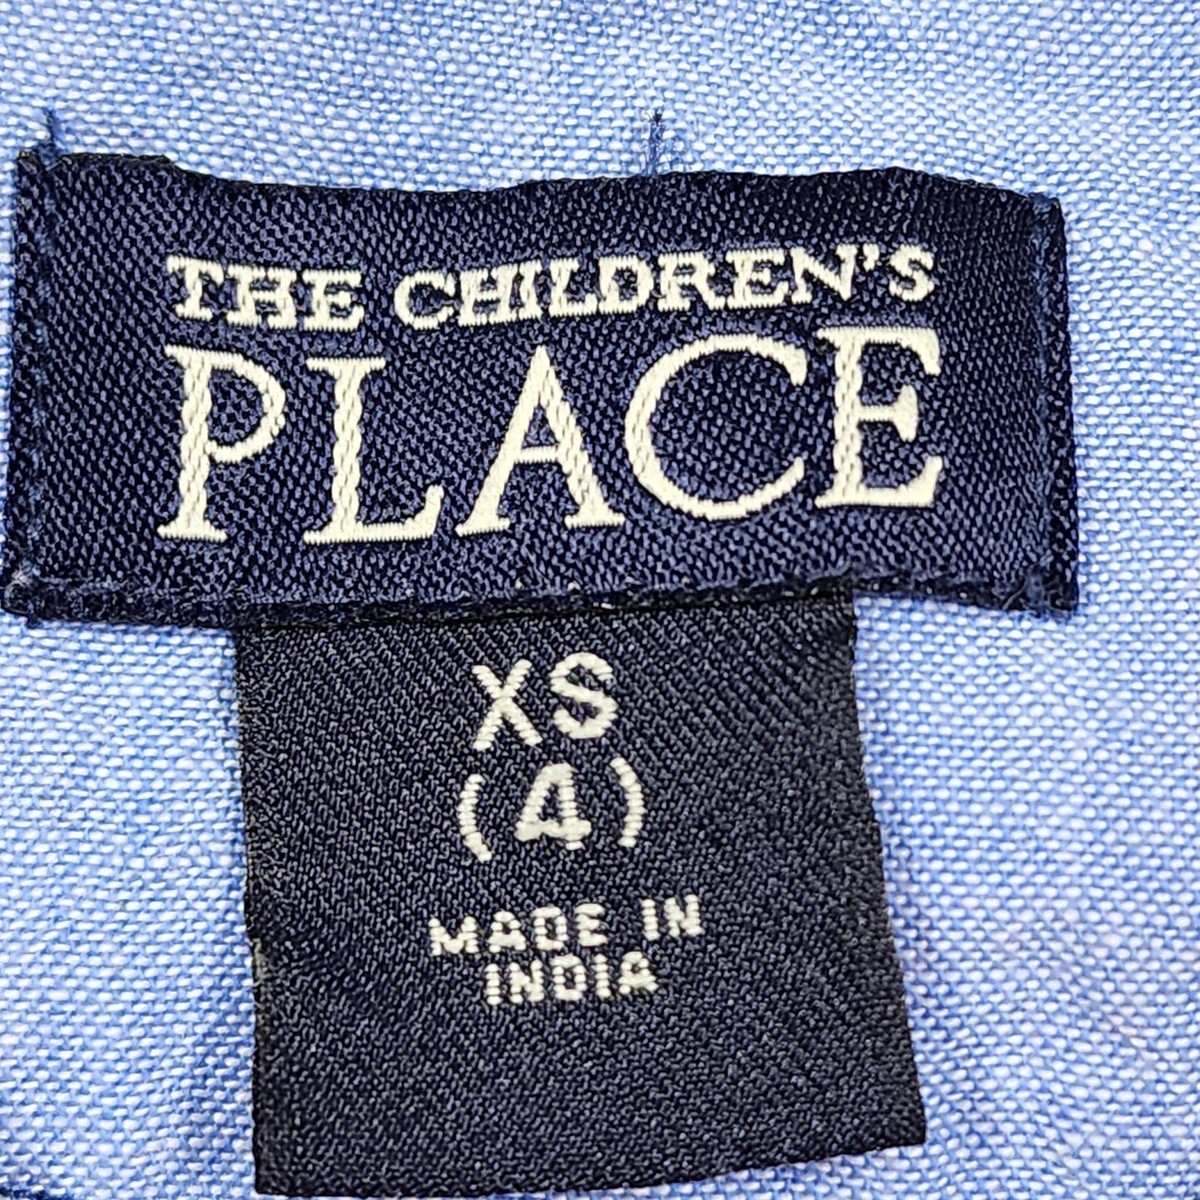 THE CHILDREN'S
PLACE
XS
(4)
MADE IN
INDIA